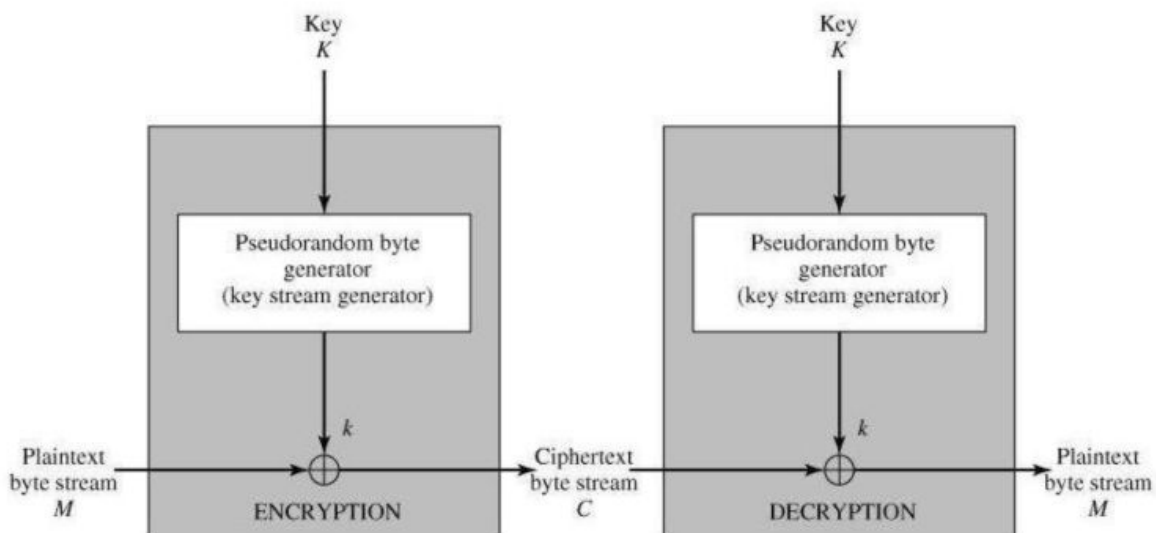 Key
K
Pseudorandom byte
generator
(key stream generator)
k
Plaintext
byte stream
M
ENCRYPTION
Ciphertext
byte stream
C
Key
K
Pseudorandom byte
generator
(key stream generator)
k
DECRYPTION
Plaintext
byte stream
M